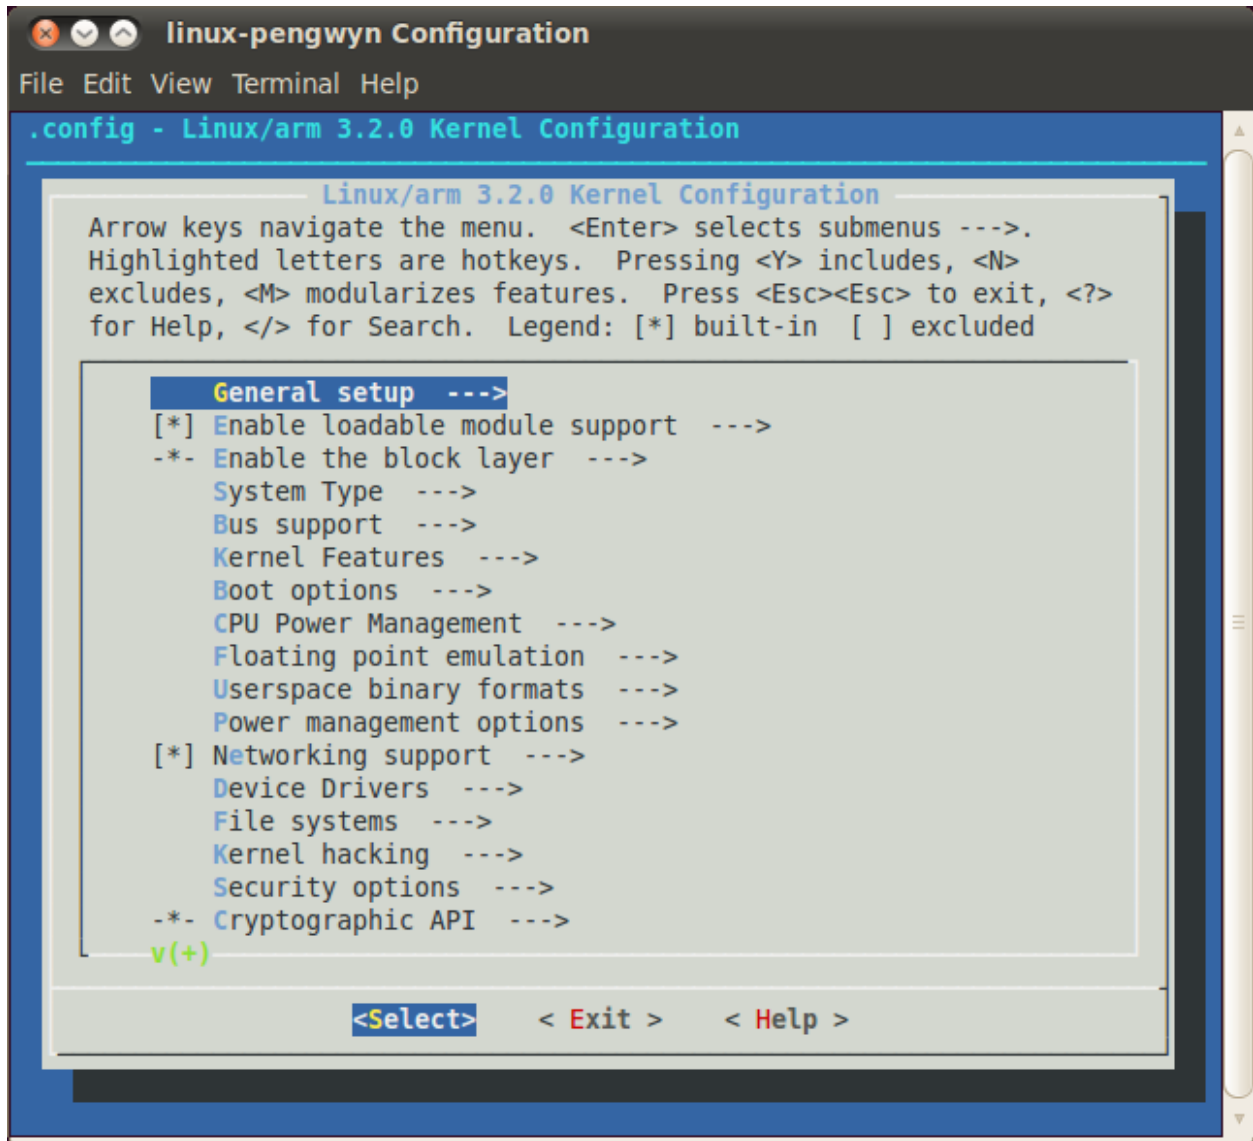 linux-pengwyn Configuration
File Edit View Terminal Help
.config - Linux/arm 3.2.0 Kernel Configuration
Linux/arm 3.2.0 Kernel Configuration
Arrow keys navigate the menu.  <Enter> selects submenus --->.
Highlighted letters are hotkeys.  Pressing <Y> includes, <N>
excludes, <M> modularizes features.  Press <Esc><Esc> to exit, <?>
for Help, </> for Search.  Legend: [*] built-in  [ ] excluded
General setup  --->
[*] Enable loadable module support  --->
-*- Enable the block layer  --->
System Type  --->
Bus support  --->
Kernel Features  --->
Boot options  --->
CPU Power Management  --->
Floating point emulation  --->
Userspace binary formats  --->
Power management options  --->
[*] Networking support  --->
Device Drivers  --->
File systems  --->
Kernel hacking  --->
Security options  --->
-*- Cryptographic API  --->
v(+)
<Select>    < Exit >    < Help >